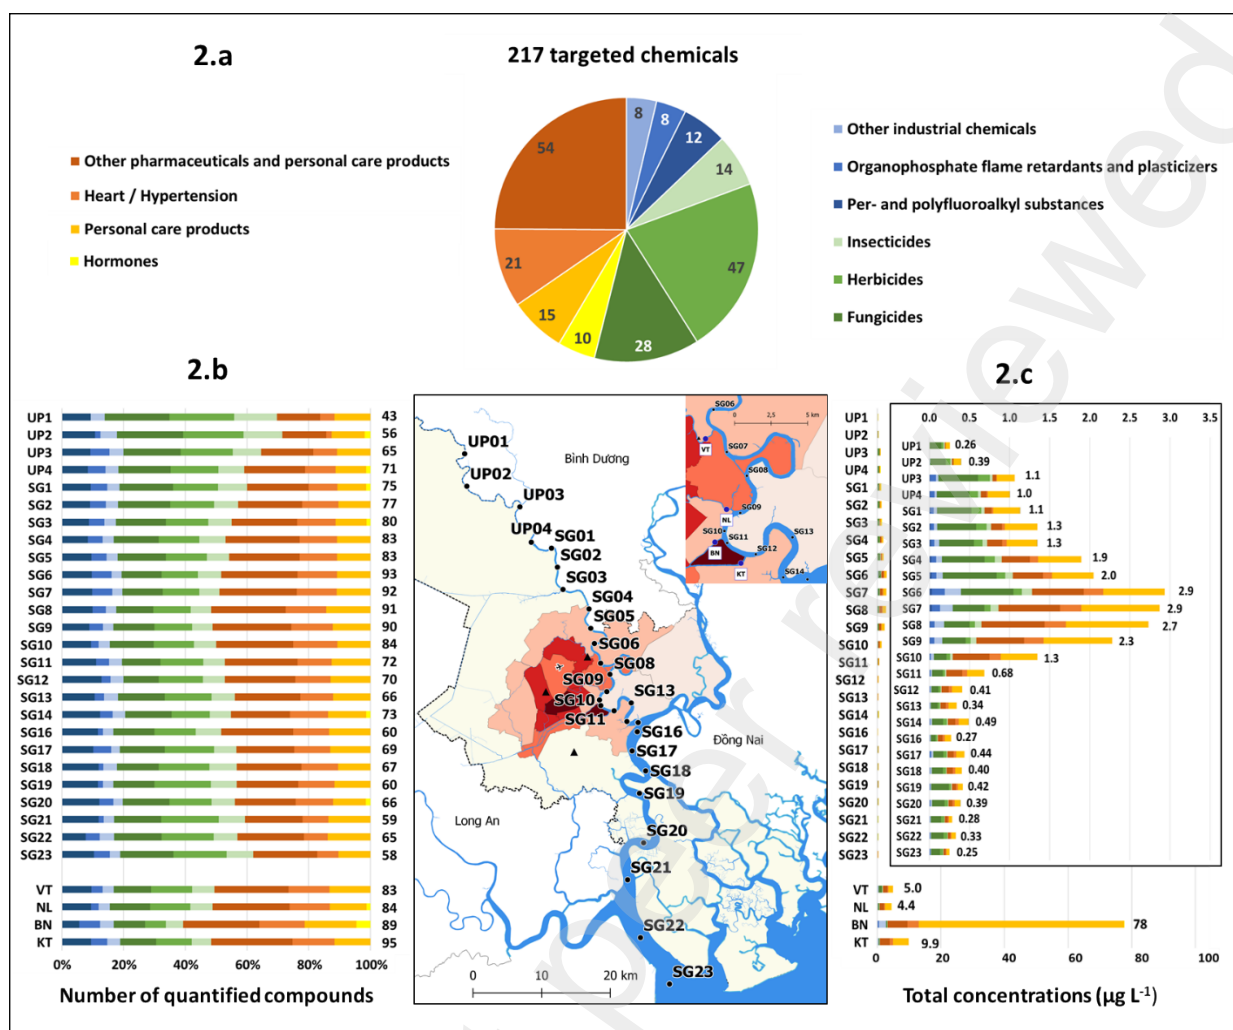 2.a
217 targeted chemicals
Other pharmaceuticals and personal care products
Heart / Hypertension
Personal care products
Hormones
8
8
12
14
47
28
10
15
21
54
Other industrial chemicals
Organophosphate flame retardants and plasticizers
Per- and polyfluoroalkyl substances
Insecticides
Herbicides
Fungicides
2.b
UP1 43
UP2 56
UP3 65
UP4 71
SG1 75
SG2 77
SG3 80
SG4 83
SG5 83
SG6 93
SG7 92
SG8 91
SG9 90
SG10 84
SG11 72
SG12 70
SG13 66
SG14 73
SG16 60
SG17 69
SG18 67
SG19 60
SG20 66
SG21 59
SG22 65
SG23 58
VT 83
NL 84
BN 89
KT 95
0% 20% 40% 60% 80% 100%
Number of quantified compounds
UP01
UP02
UP03
UP04
SG01
SG02
SG03
SG04
SG05
SG06
SG08
SG09
SG10
SG11
SG13
SG16
SG17
SG18
SG19
SG20
SG21
SG22
SG23
Bình Dương
Đồng Nai
Long An
0 10 20 km
SG06
0 2,5 5 km
VT
SG07
SG08
NL
SG09
SG10
SG11
SG13
BN
SG12
KT
SG14
2.c
UP1
UP2
UP3
UP4
SG1
SG2
SG3
SG4
SG5
SG6
SG7
SG8
SG9
SG10
SG11
SG12
SG13
SG14
SG16
SG17
SG18
SG19
SG20
SG21
SG22
SG23
0.0 0.5 1.0 1.5 2.0 2.5 3.0 3.5
UP1 0.26
UP2 0.39
UP3 1.1
UP4 1.0
SG1 1.1
SG2 1.3
SG3 1.3
SG4 1.9
SG5 2.0
SG6 2.9
SG7 2.9
SG8 2.7
SG9 2.3
SG10 1.3
SG11 0.68
SG12 0.41
SG13 0.34
SG14 0.49
SG16 0.27
SG17 0.44
SG18 0.40
SG19 0.42
SG20 0.39
SG21 0.28
SG22 0.33
SG23 0.25
VT 5.0
NL 4.4
BN 78
KT 9.9
0 20 40 60 80 100
Total concentrations (µg L⁻¹)
peer reviewed